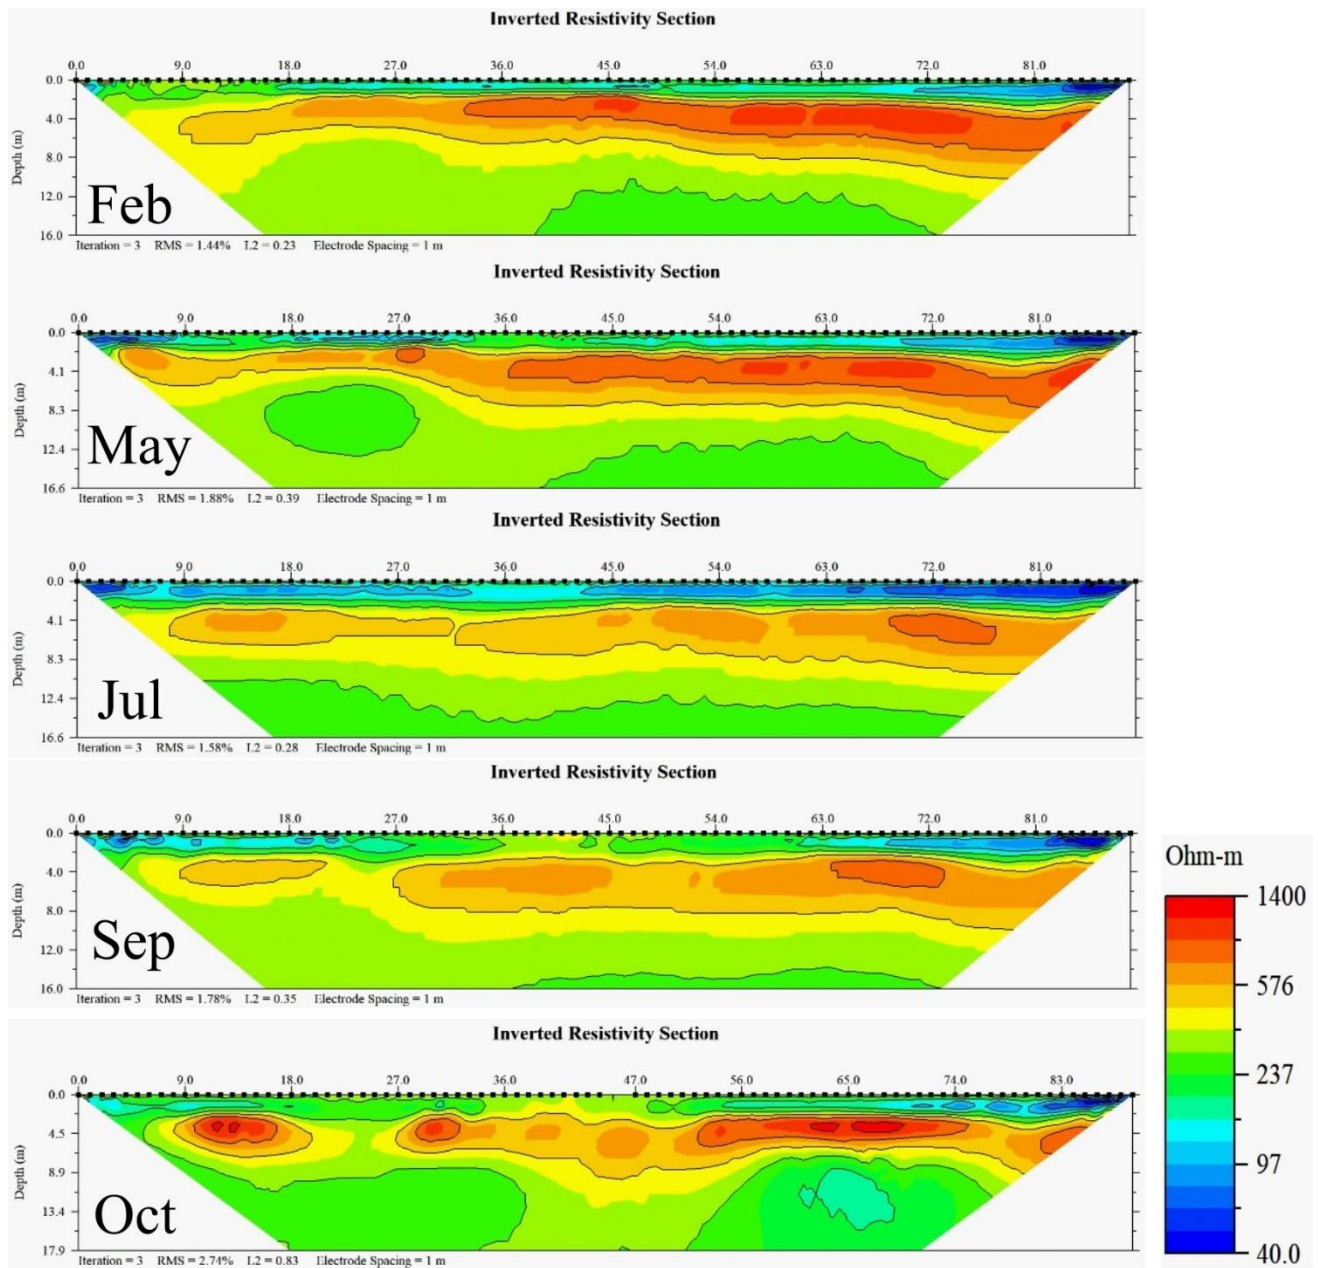 Inverted Resistivity Section
0.0 9.0 18.0 27.0 36.0 45.0 54.0 63.0 72.0 81.0
0.0
4.0
8.0
12.0
16.0
Depth (m)
Feb
Iteration = 3 RMS = 1.44% L2 = 0.23 Electrode Spacing = 1 m
Inverted Resistivity Section
0.0 9.0 18.0 27.0 36.0 45.0 54.0 63.0 72.0 81.0
0.0
4.1
8.3
12.4
16.6
Depth (m)
May
Iteration = 3 RMS = 1.88% L2 = 0.39 Electrode Spacing = 1 m
Inverted Resistivity Section
0.0 9.0 18.0 27.0 36.0 45.0 54.0 63.0 72.0 81.0
0.0
4.1
8.3
12.4
16.6
Depth (m)
Jul
Iteration = 3 RMS = 1.58% L2 = 0.28 Electrode Spacing = 1 m
Inverted Resistivity Section
0.0 9.0 18.0 27.0 36.0 45.0 54.0 63.0 72.0 81.0
0.0
4.0
8.0
12.0
16.0
Depth (m)
Sep
Iteration = 3 RMS = 1.78% L2 = 0.35 Electrode Spacing = 1 m
Ohm-m
1400
576
237
97
40.0
Inverted Resistivity Section
0.0 9.0 18.0 27.0 36.0 47.0 56.0 65.0 74.0 83.0
0.0
4.5
8.9
13.4
17.9
Depth (m)
Oct
Iteration = 3 RMS = 2.74% L2 = 0.83 Electrode Spacing = 1 m